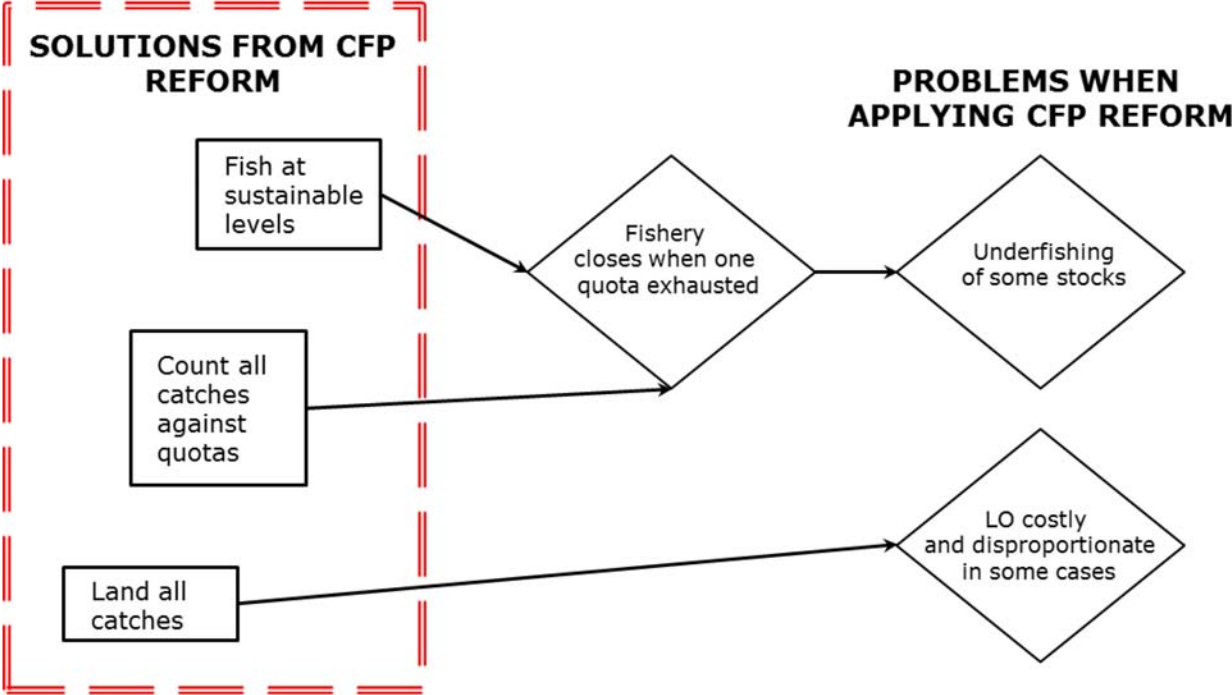 SOLUTIONS FROM CFP
REFORM
PROBLEMS WHEN
APPLYING CFP REFORM
Fish at
sustainable
levels
Fishery
closes when one
quota exhausted
Underfishing
of some stocks
Count all
catches
against
quotas
LO costly
and disproportionate
in some cases
Land all
catches